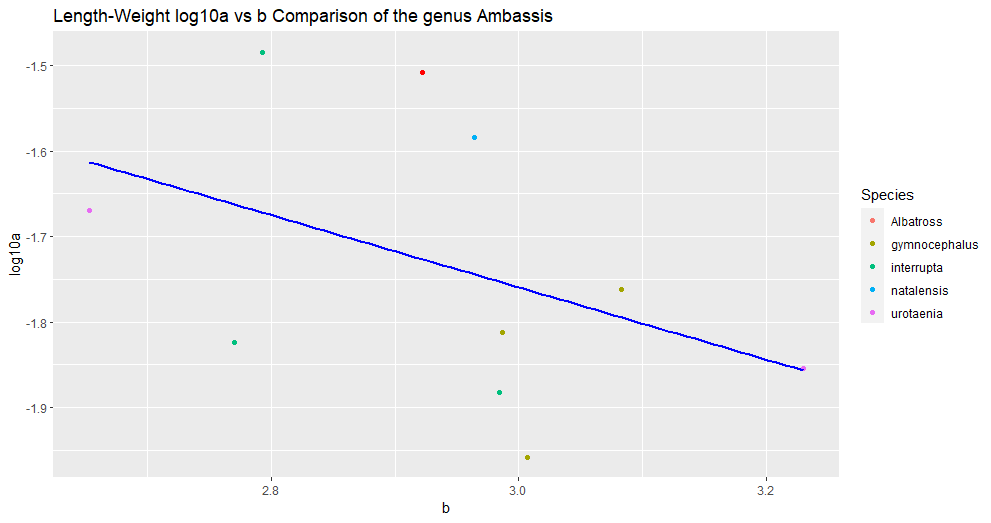 Length-Weight log10a vs b Comparison of the genus Ambassis
-1.5
-1.6
-1.7
-1.8
-1.9
log10a
2.8
3.0
3.2
b
Species
Albatross
gymnocephalus
interrupta
natalensis
urotaenia